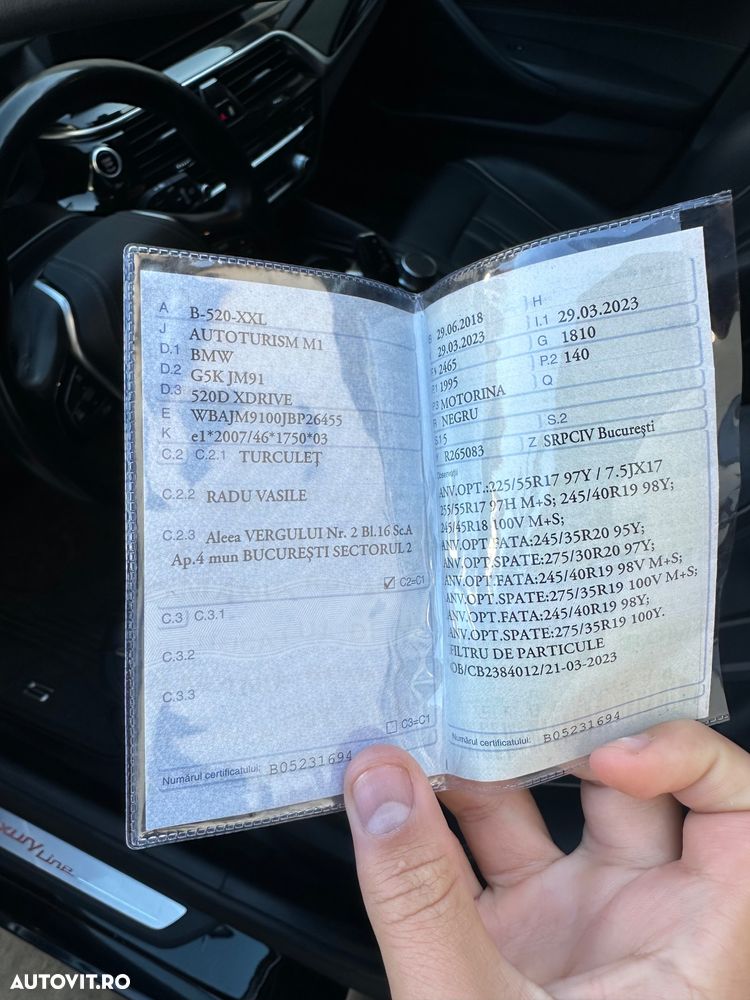 A B-520-XXL
J AUTOTURISM M1
D.1 BMW
D.2 G5K JM91
D.3 520D XDRIVE
E WBAJM9100JBP26455
K e1*2007/46*1750*03
C.2 C.2.1 TURCULEȚ
C.2.2 RADU VASILE
C.2.3 Aleea VERGULUI Nr. 2 Bl.16 Sc.A
Ap.4 mun BUCUREȘTI SECTORUL 2
C2=C1
C.3 C.3.1
C.3.2
C.3.3
C3=C1
Numărul certificatului: B05231694
B 29.06.2018 H
29.03.2023 I.1 29.03.2023
2465 G 1810
1995 P.2 140
P3 MOTORINA Q
R NEGRU
S1 5 S.2
R265083 Z SRPCIV București
Observații
ANV.OPT.:225/55R17 97Y / 7.5JX17
255/55R17 97H M+S; 245/40R19 98Y;
245/45R18 100V M+S;
ANV.OPT.FATA:245/35R20 95Y;
ANV.OPT.SPATE:275/30R20 97Y;
ANV.OPT.FATA:245/40R19 98V M+S;
ANV.OPT.SPATE:275/35R19 100V M+S;
ANV.OPT.FATA:245/40R19 98Y;
ANV.OPT.SPATE:275/35R19 100Y.
FILTRU DE PARTICULE
OB/CB2384012/21-03-2023
Numărul certificatului: B05231694
xury Line
AUTOVIT.RO